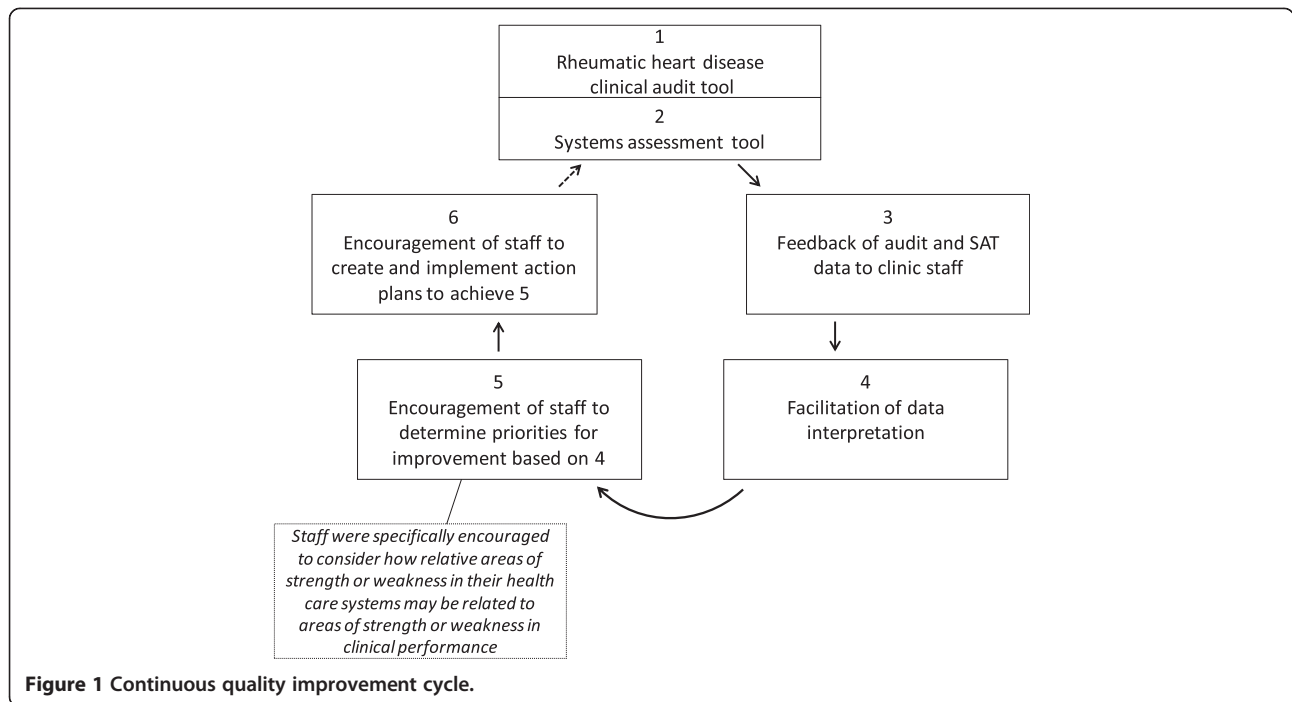 1
Rheumatic heart disease
clinical audit tool
2
Systems assessment tool
3
Feedback of audit and SAT
data to clinic staff
4
Facilitation of data
interpretation
5
Encouragement of staff to
determine priorities for
improvement based on 4
Staff were specifically encouraged
to consider how relative areas of
strength or weakness in their health
care systems may be related to
areas of strength or weakness in
clinical performance
6
Encouragement of staff to
create and implement action
plans to achieve 5
Figure 1 Continuous quality improvement cycle.